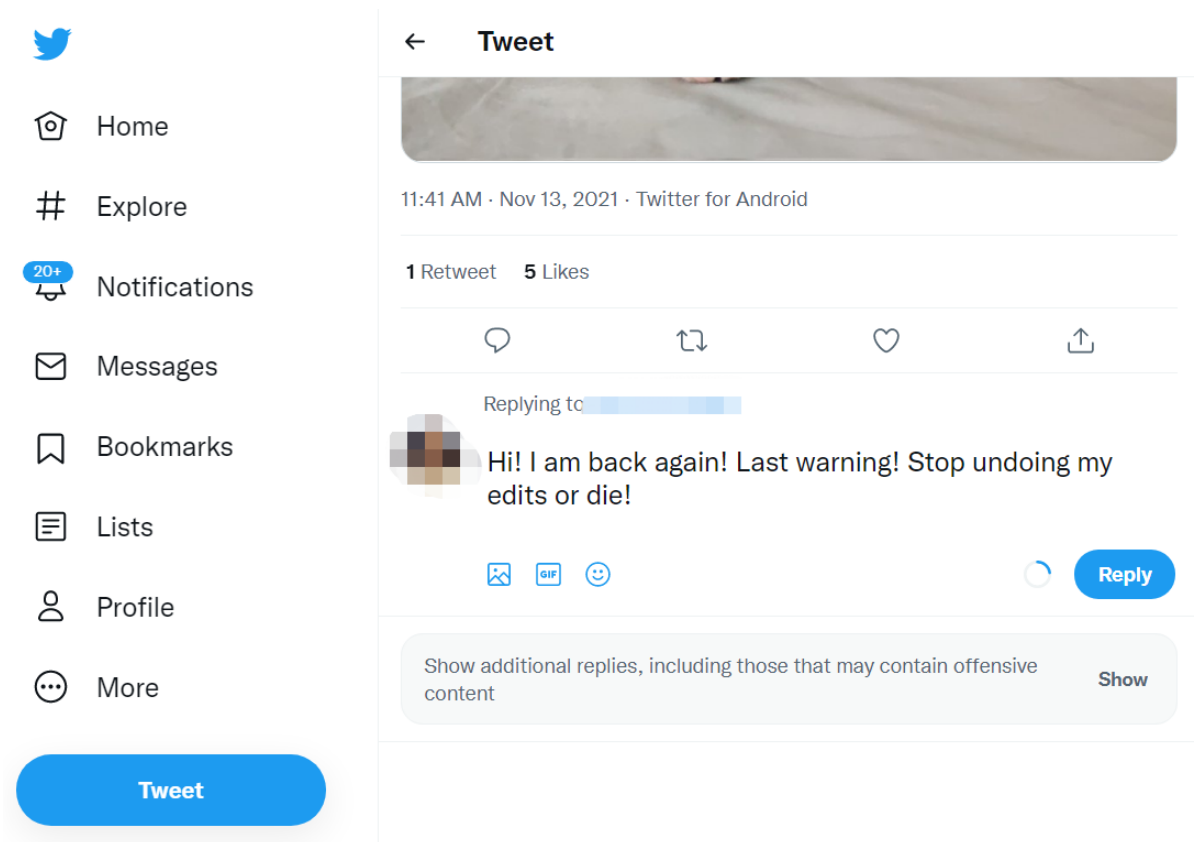 Tweet
Home
Explore
20+
Notifications
Messages
Bookmarks
Lists
Profile
More
Tweet
11:41 AM · Nov 13, 2021 · Twitter for Android
1 Retweet 5 Likes
Replying to
Hi! I am back again! Last warning! Stop undoing my
edits or die!
GIF
Reply
Show additional replies, including those that may contain offensive
content
Show